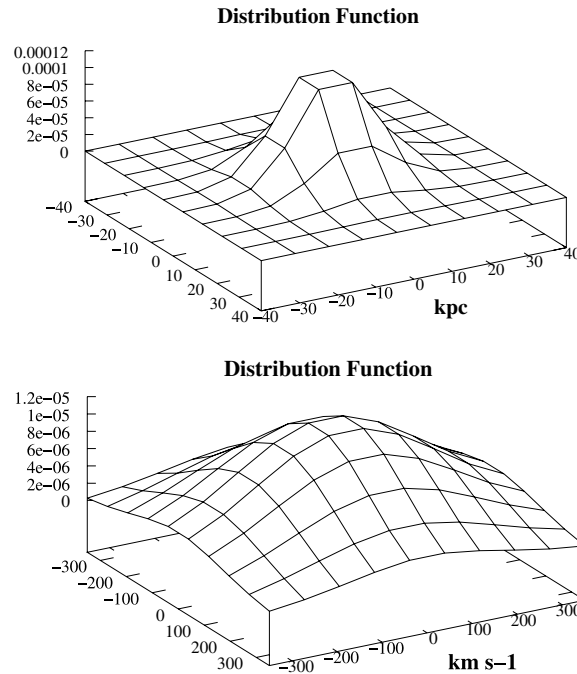 Distribution Function
0.00012
0.0001
8e−05
6e−05
4e−05
2e−05
0
−40
−30
−20
−10
0
10
20
30
40
−40
−30
−20
−10
0
10
20
30
40
kpc
Distribution Function
1.2e−05
1e−05
8e−06
6e−06
4e−06
2e−06
0
−300
−200
−100
0
100
200
300
−300
−200
−100
0
100
200
300
km s−1